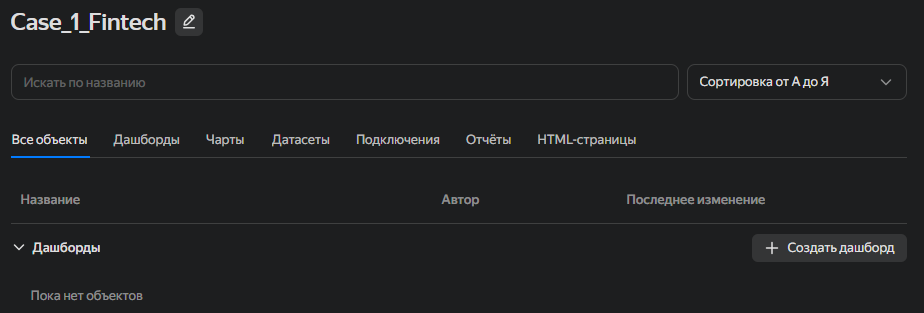 Case_1_Fintech
Искать по названию
Сортировка от А до Я
Все объекты Дашборды Чарты Датасеты Подключения Отчёты HTML-страницы
Название Автор Последнее изменение
Дашборды
Создать дашборд
Пока нет объектов